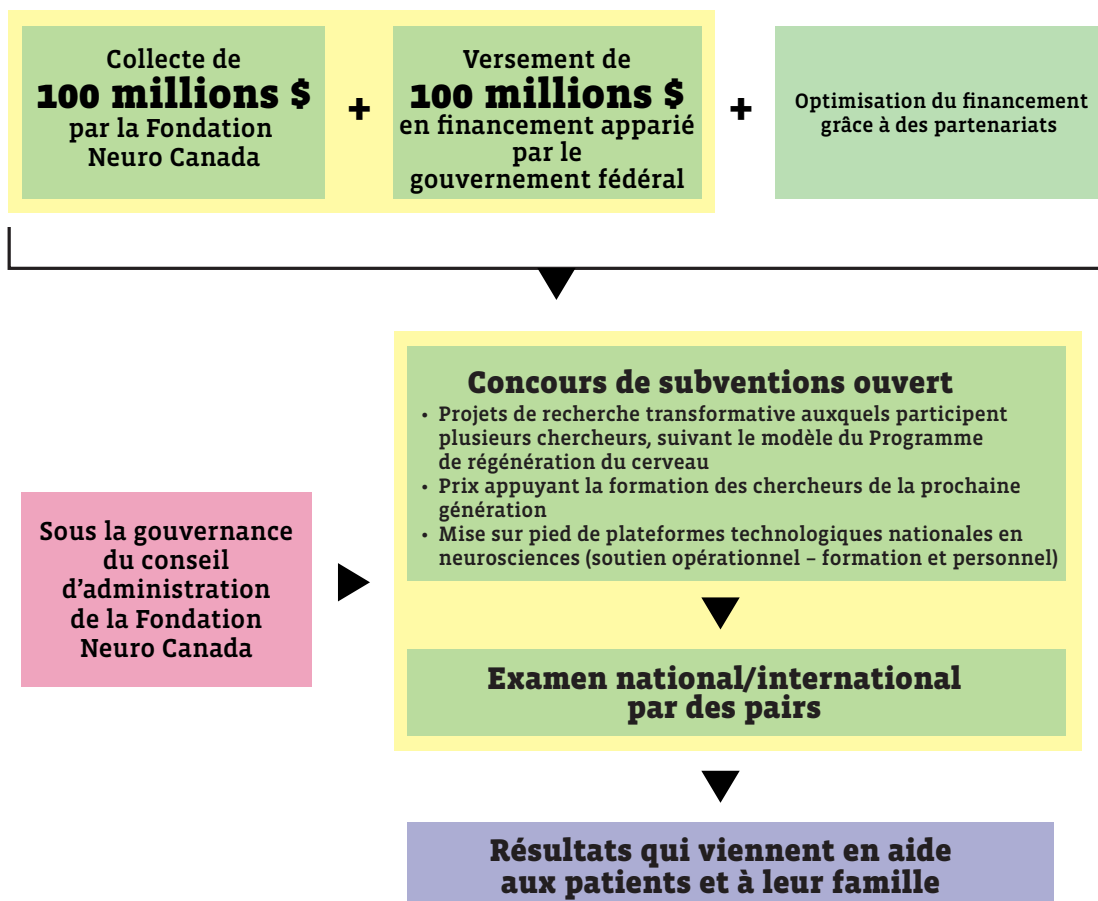 Collecte de
100 millions $
par la Fondation
Neuro Canada
+
Versement de
100 millions $
en financement apparié
par le
gouvernement fédéral
+
Optimisation du financement
grâce à des partenariats
Concours de subventions ouvert
• Projets de recherche transformative auxquels participent
plusieurs chercheurs, suivant le modèle du Programme
de régénération du cerveau
• Prix appuyant la formation des chercheurs de la prochaine
génération
• Mise sur pied de plateformes technologiques nationales en
neurosciences (soutien opérationnel – formation et personnel)
Sous la gouvernance
du conseil
d’administration
de la Fondation
Neuro Canada
Examen national/international
par des pairs
Résultats qui viennent en aide
aux patients et à leur famille